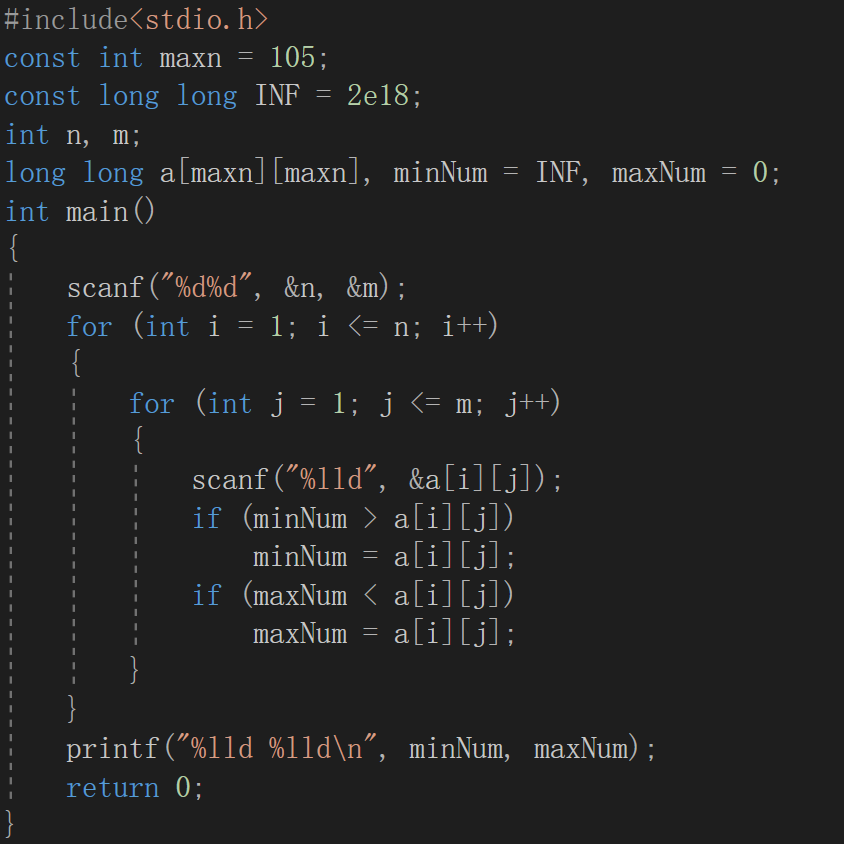 #include<stdio.h>
const int maxn = 105;
const long long INF = 2e18;
int n, m;
long long a[maxn][maxn], minNum = INF, maxNum = 0;
int main()
{
    scanf("%d%d", &n, &m);
    for (int i = 1; i <= n; i++)
    {
        for (int j = 1; j <= m; j++)
        {
            scanf("%lld", &a[i][j]);
            if (minNum > a[i][j])
                minNum = a[i][j];
            if (maxNum < a[i][j])
                maxNum = a[i][j];
        }
    }
    printf("%lld %lld\n", minNum, maxNum);
    return 0;
}